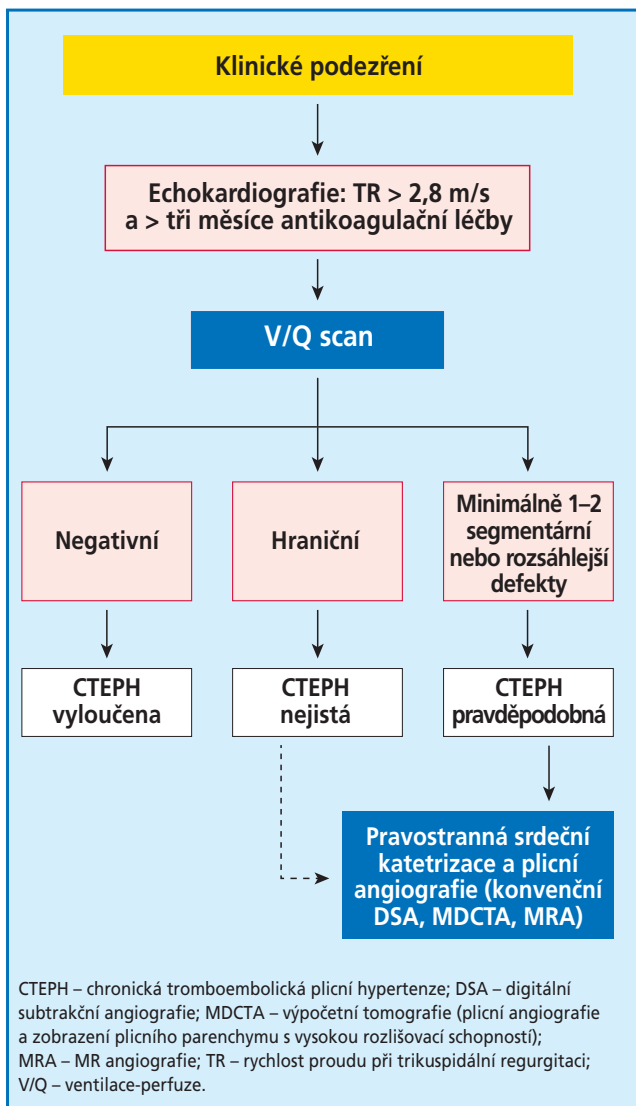 Klinické podezření
Echokardiografie: TR > 2,8 m/s
a > tři měsíce antikoagulační léčby
V/Q scan
Negativní
Hraniční
Minimálně 1–2
segmentární
nebo rozsáhlejší
defekty
CTEPH
vyloučena
CTEPH
nejistá
CTEPH
pravděpodobná
Pravostranná srdeční
katetrizace a plicní
angiografie (konvenční
DSA, MDCTA, MRA)
CTEPH – chronická tromboembolická plicní hypertenze; DSA – digitální
subtrakční angiografie; MDCTA – výpočetní tomografie (plicní angiografie
a zobrazení plicního parenchymu s vysokou rozlišovací schopností);
MRA – MR angiografie; TR – rychlost proudu při trikuspidální regurgitaci;
V/Q – ventilace-perfuze.